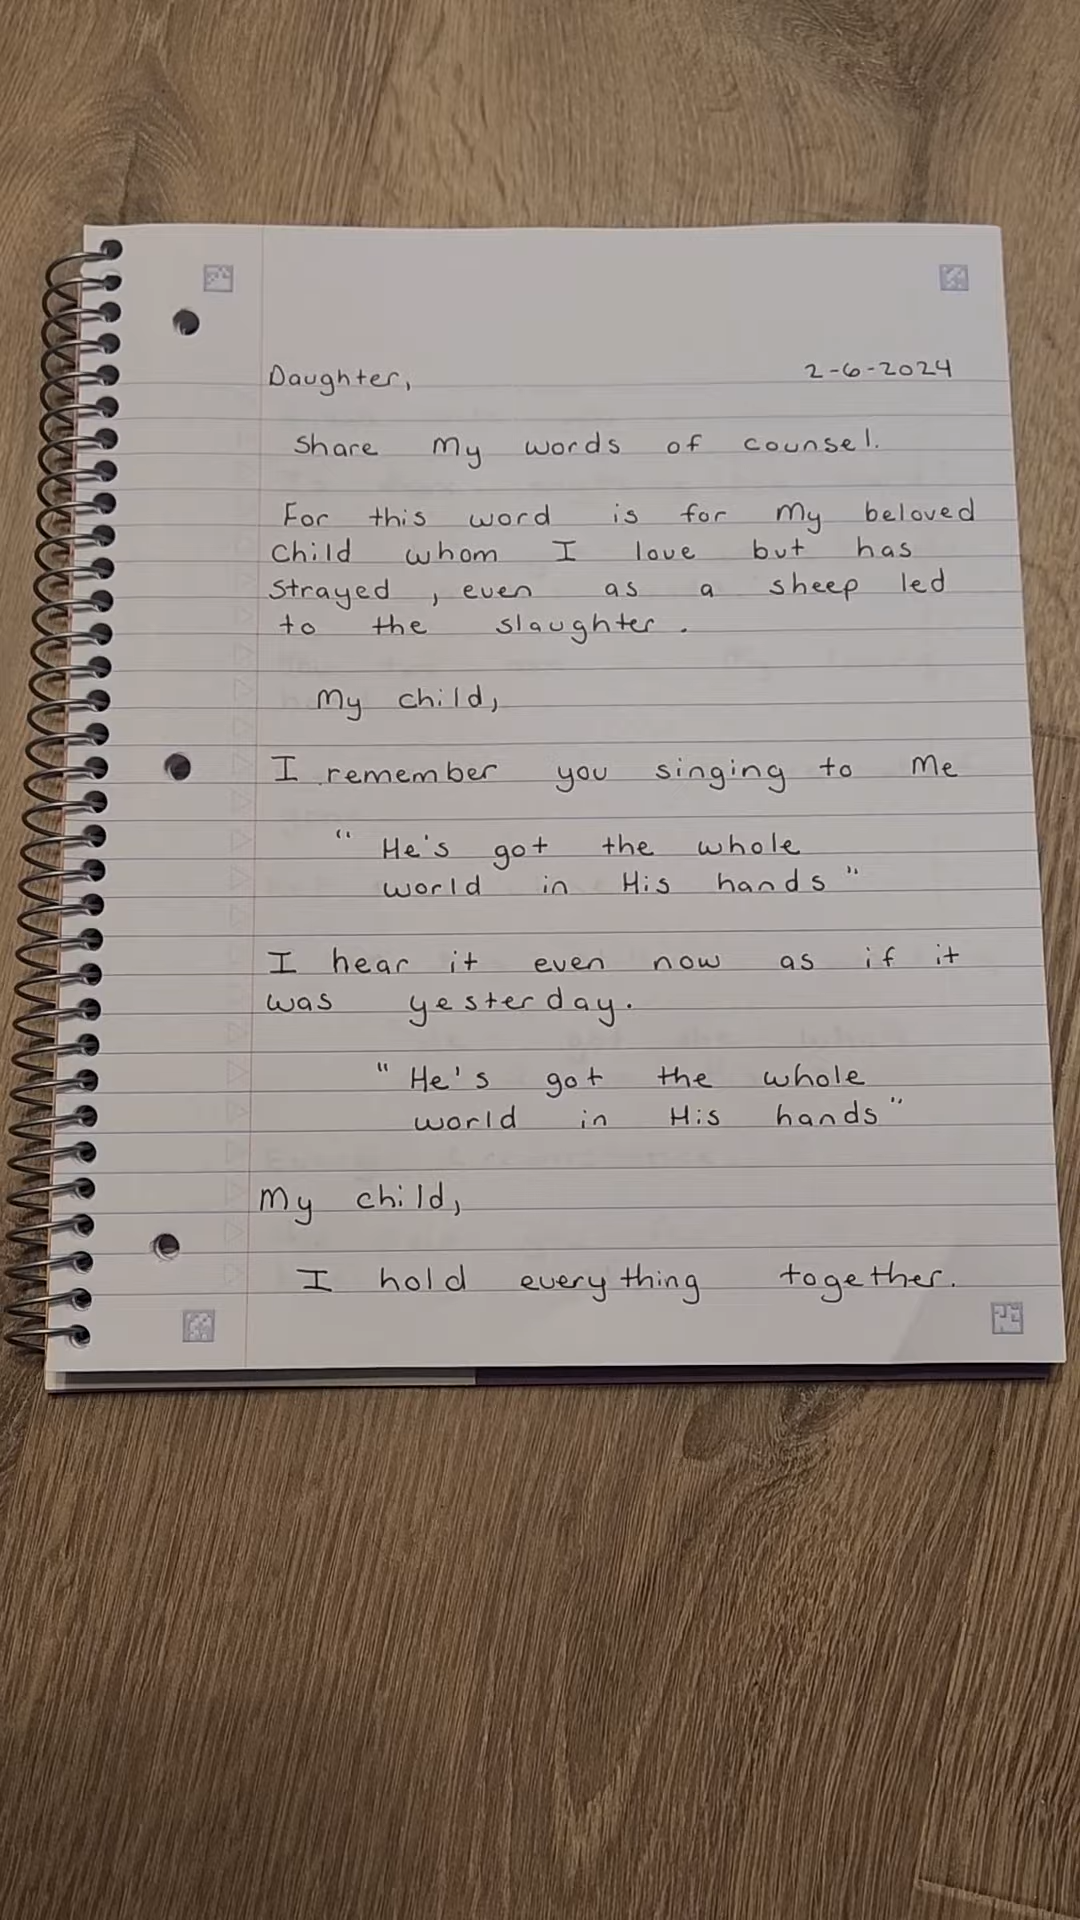 Daughter,
2-6-2024
Share My words of counsel.
For this word is for My beloved
child whom I love but has
strayed, even as a sheep led
to the slaughter.
My child,
I remember you singing to Me
"He's got the whole
world in His hands"
I hear it even now as if it
was yesterday.
"He's got the whole
world in His hands"
My child,
I hold everything together.